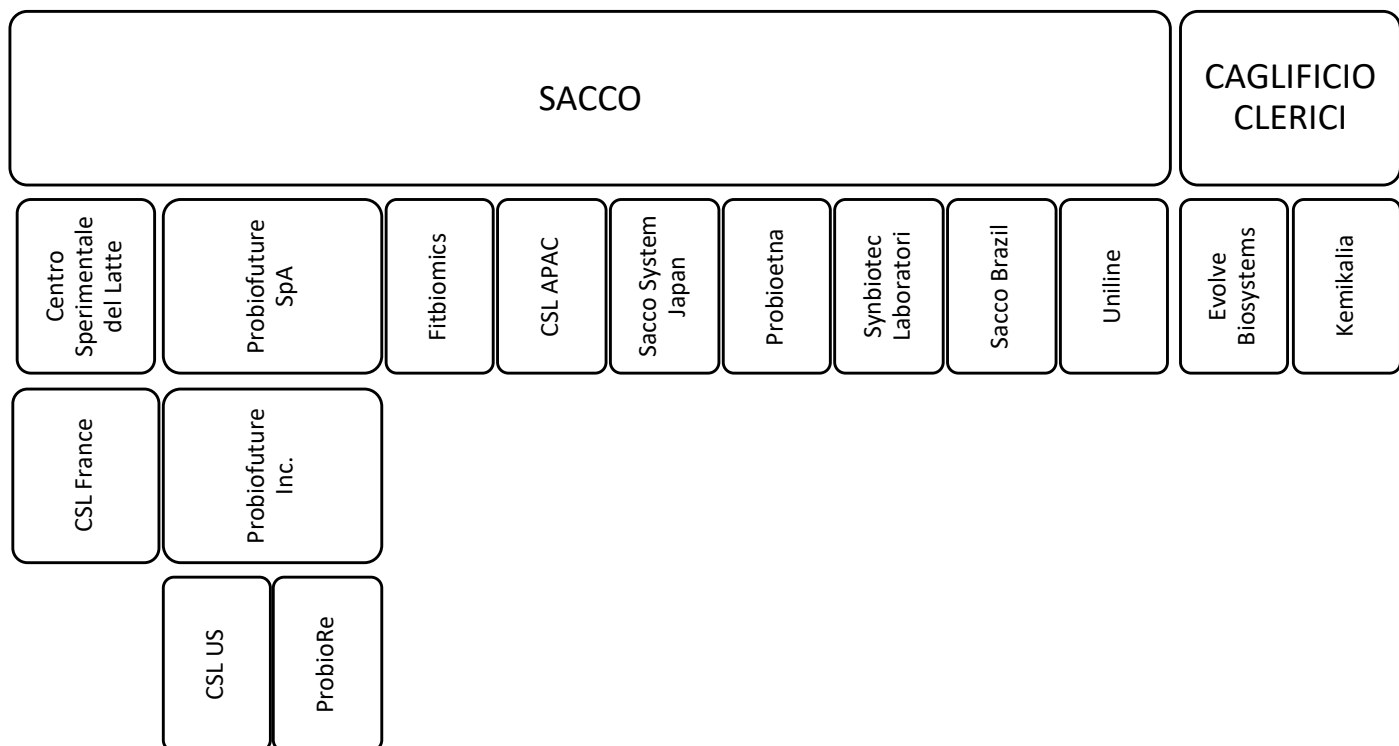 SACCO
CAGLIFICIO
CLERICI
Centro
Sperimentale
del Latte
Probiofuture
SpA
Fitbiomics
CSL APAC
Sacco System
Japan
Probioetna
Synbiotec
Laboratori
Sacco Brazil
Uniline
Evolve
Biosystems
Kemikalia
CSL France
Probiofuture
Inc.
CSL US
ProbioRe